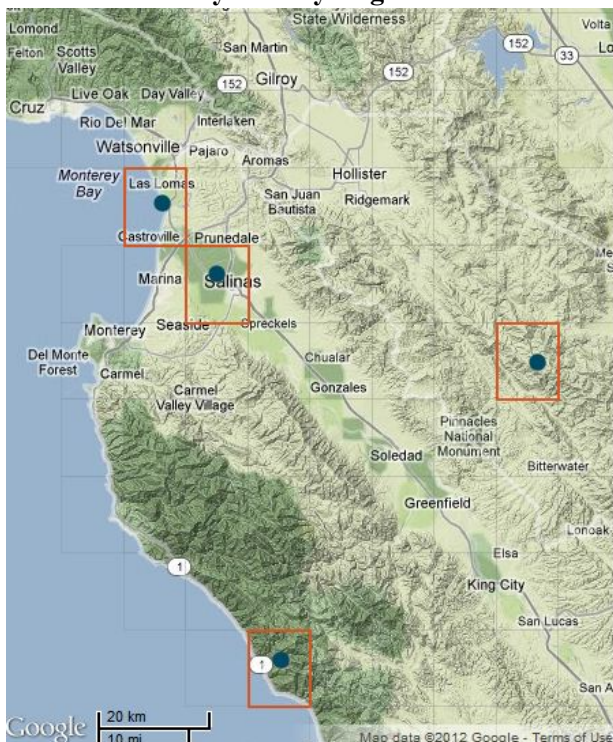 State Wilderness
Volta
Lomond
Felton
Scotts
Valley
San Martin
152
152
152
33
Lo
Gilroy
Live Oak
Day Valley
Cruz
Rio Del Mar
Interlaken
Watsonville
Pajaro
Aromas
Hollister
Monterey
Bay
Las Lomas
San Juan
Bautista
Ridgemark
Castroville
Prunedale
Me
S
Marina
Salinas
Monterey
Seaside
Spreckels
Del Monte
Forest
Carmel
Chualar
Carmel
Valley Village
Gonzales
Pinnacles
National
Monument
Soledad
Bitterwater
Greenfield
Lonoak
Elsa
1
King City
San Lucas
1
San A
Google
20 km
10 mi
Map data ©2012 Google - Terms of Use